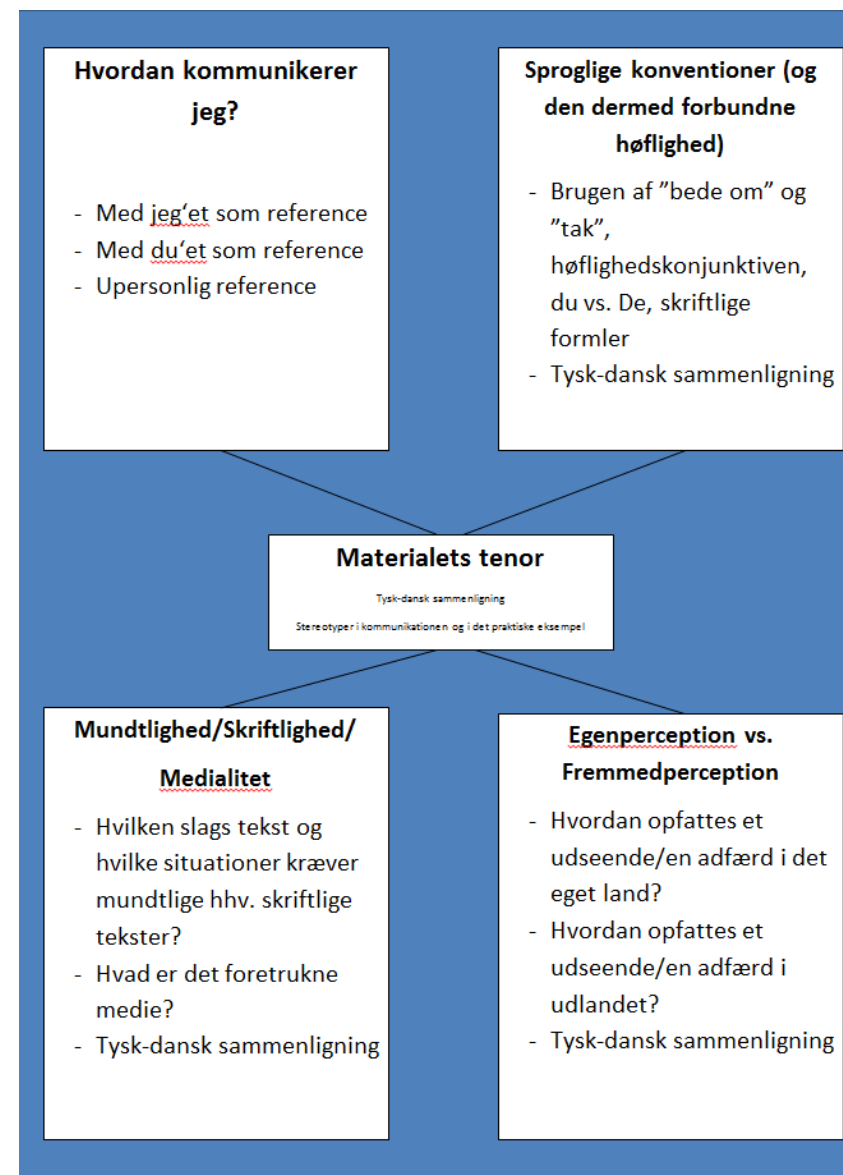 Hvordan kommunikerer
jeg?
- Med jeg‘et som reference
- Med du‘et som reference
- Upersonlig reference
Sproglige konventioner (og
den dermed forbundne
høflighed)
- Brugen af ”bede om” og
”tak”,
høflighedskonjunktiven,
du vs. De, skriftlige
formler
- Tysk-dansk sammenligning
Materialets tenor
Tysk-dansk sammenligning
Stereotyper i kommunikationen og i det praktiske eksempel
Mundtlighed/Skriftlighed/
Medialitet
- Hvilken slags tekst og
hvilke situationer kræver
mundtlige hhv. skriftlige
tekster?
- Hvad er det foretrukne
medie?
- Tysk-dansk sammenligning
Egenperception vs.
Fremmedperception
- Hvordan opfattes et
udseende/en adfærd i det
eget land?
- Hvordan opfattes et
udseende/en adfærd i
udlandet?
- Tysk-dansk sammenligning